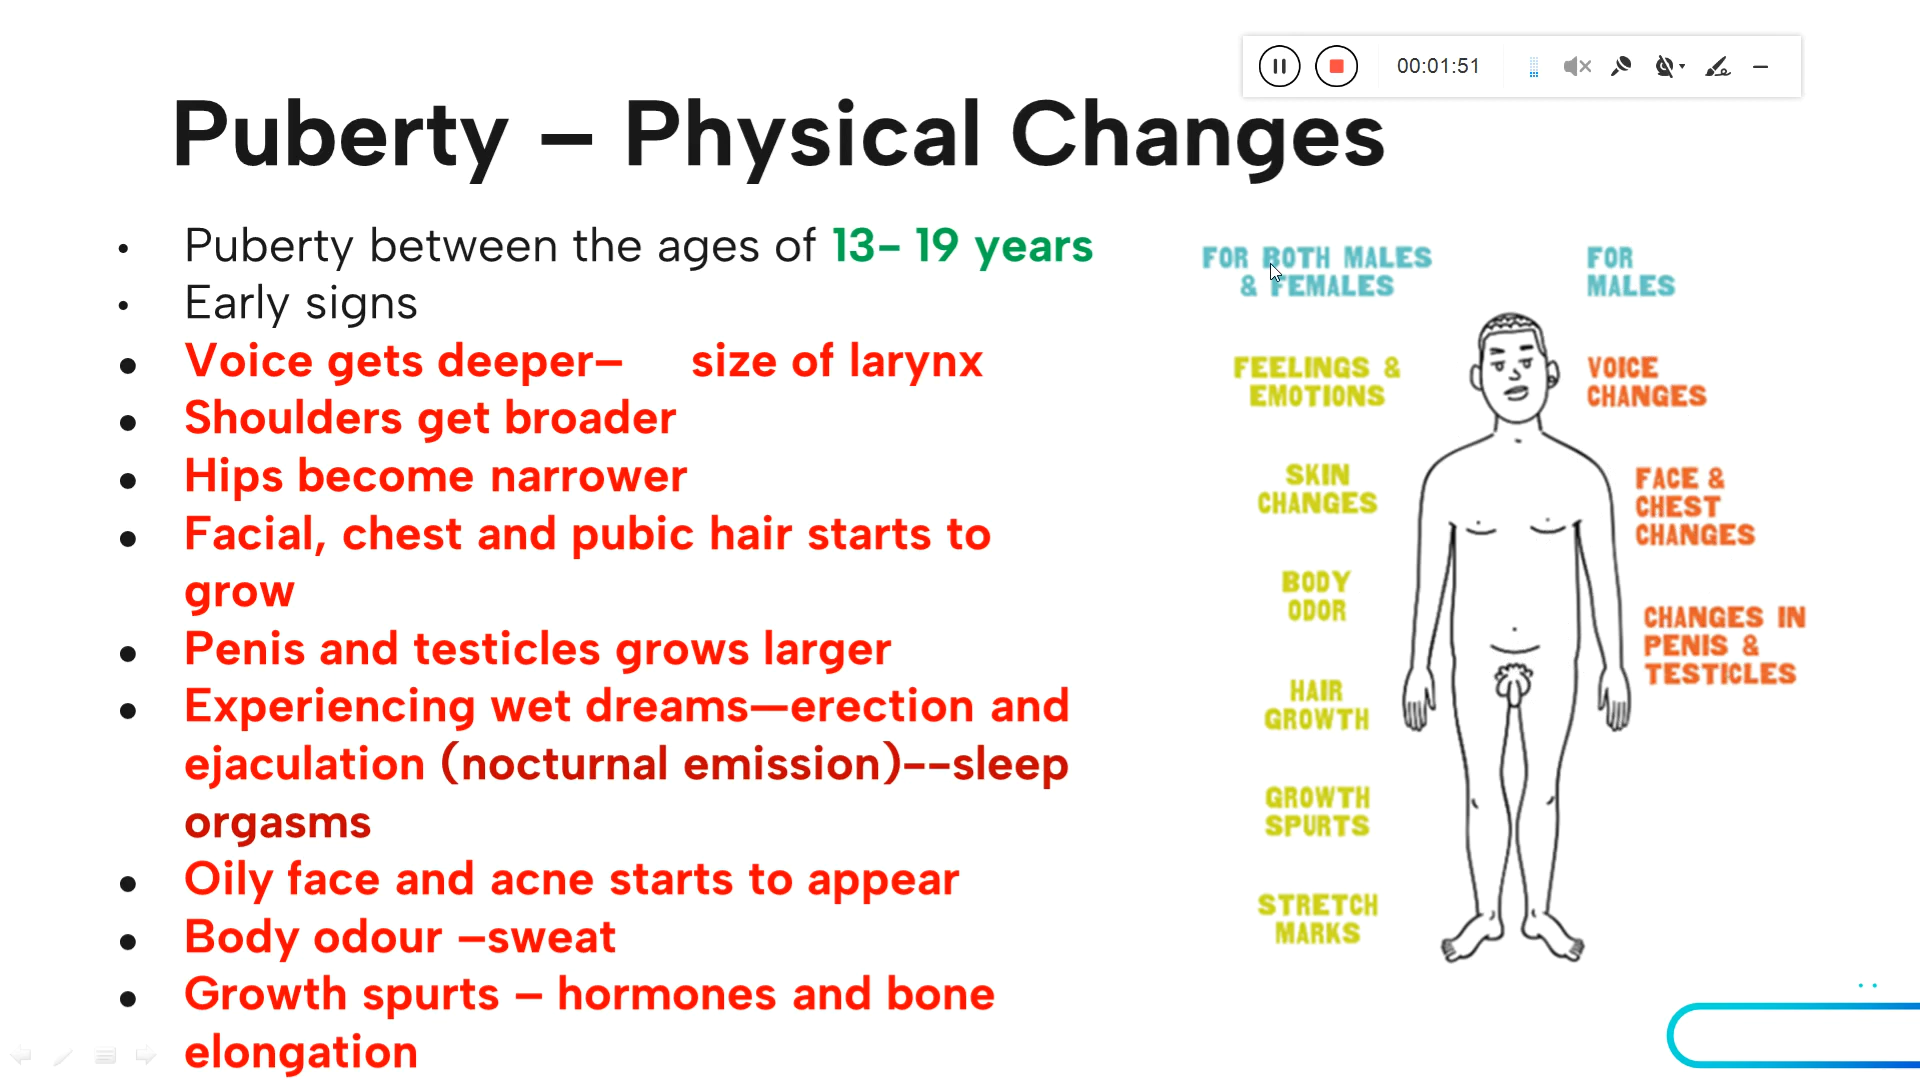 00:01:51
Puberty – Physical Changes
• Puberty between the ages of 13- 19 years
• Early signs
● Voice gets deeper– size of larynx
● Shoulders get broader
● Hips become narrower
● Facial, chest and pubic hair starts to
grow
● Penis and testicles grows larger
● Experiencing wet dreams—erection and
ejaculation (nocturnal emission)--sleep
orgasms
● Oily face and acne starts to appear
● Body odour –sweat
● Growth spurts – hormones and bone
elongation
FOR BOTH MALES
& FEMALES
FEELINGS &
EMOTIONS
SKIN
CHANGES
BODY
ODOR
HAIR
GROWTH
GROWTH
SPURTS
STRETCH
MARKS
FOR
MALES
VOICE
CHANGES
FACE &
CHEST
CHANGES
CHANGES IN
PENIS &
TESTICLES